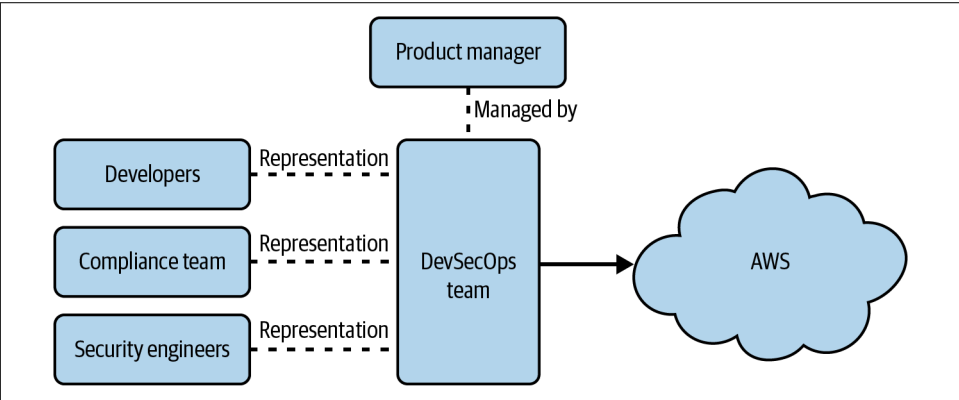 Product manager
Managed by
Developers
Representation
Compliance team
Representation
Security engineers
Representation
DevSecOps
team
AWS